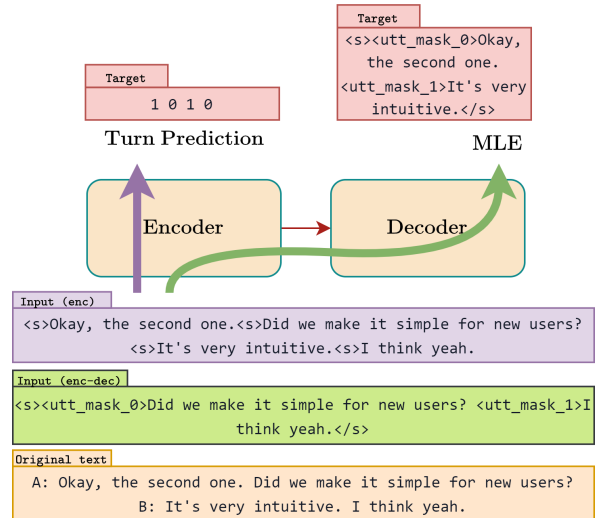 Target
<s><utt_mask_0>Okay,
the second one.
<utt_mask_1>It's very
intuitive.</s>
Target
1 0 1 0
Turn Prediction
MLE
Encoder
Decoder
Input (enc)
<s>Okay, the second one.<s>Did we make it simple for new users?
<s>It's very intuitive.<s>I think yeah.
Input (enc-dec)
<s><utt_mask_0>Did we make it simple for new users? <utt_mask_1>I
think yeah.</s>
Original text
A: Okay, the second one. Did we make it simple for new users?
B: It's very intuitive. I think yeah.